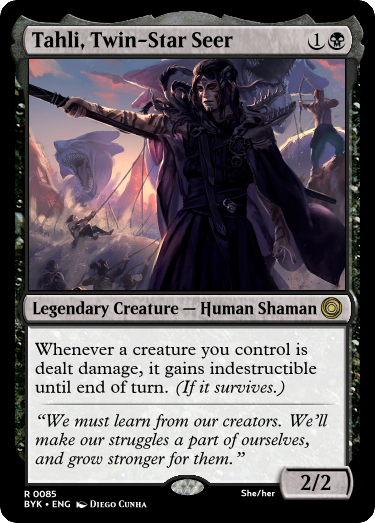 Tahli, Twin-Star Seer 1
Legendary Creature — Human Shaman
Whenever a creature you control is
dealt damage, it gains indestructible
until end of turn. (If it survives.)
“We must learn from our creators. We’ll
make our struggles a part of ourselves,
and grow stronger for them.”
2/2
R 0085
She/her
BYK • ENG Diego Cunha